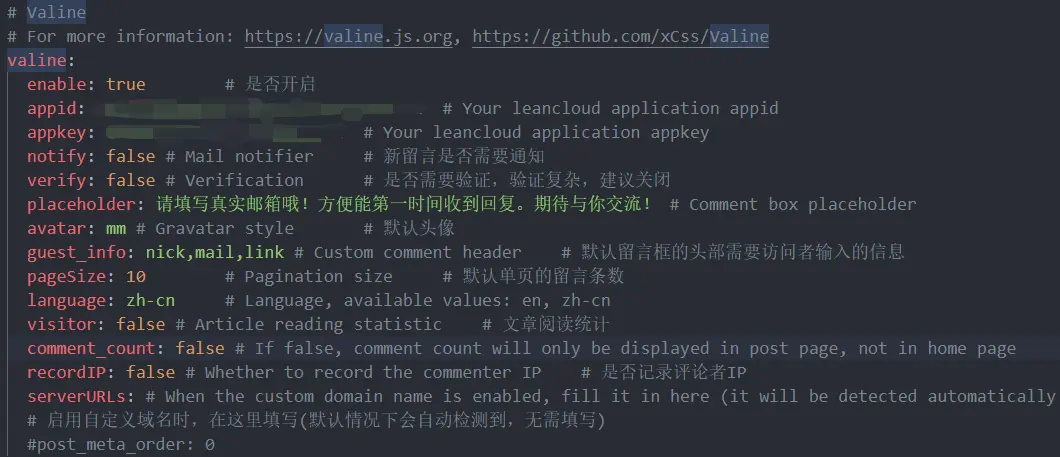 # Valine
# For more information: https://valine.js.org, https://github.com/xCss/Valine
valine:
enable: true # 是否开启
appid: # Your leancloud application appid
appkey: # Your leancloud application appkey
notify: false # Mail notifier # 新留言是否需要通知
verify: false # Verification # 是否需要验证，验证复杂，建议关闭
placeholder: 请填写真实邮箱哦！方便能第一时间收到回复。期待与你交流！ # Comment box placeholder
avatar: mm # Gravatar style # 默认头像
guest_info: nick,mail,link # Custom comment header # 默认留言框的头部需要访问者输入的信息
pageSize: 10 # Pagination size # 默认单页的留言条数
language: zh-cn # Language, available values: en, zh-cn
visitor: false # Article reading statistic # 文章阅读统计
comment_count: false # If false, comment count will only be displayed in post page, not in home page
recordIP: false # Whether to record the commenter IP # 是否记录评论者IP
serverURLs: # When the custom domain name is enabled, fill it in here (it will be detected automatically
# 启用自定义域名时，在这里填写(默认情况下会自动检测到，无需填写)
#post_meta_order: 0